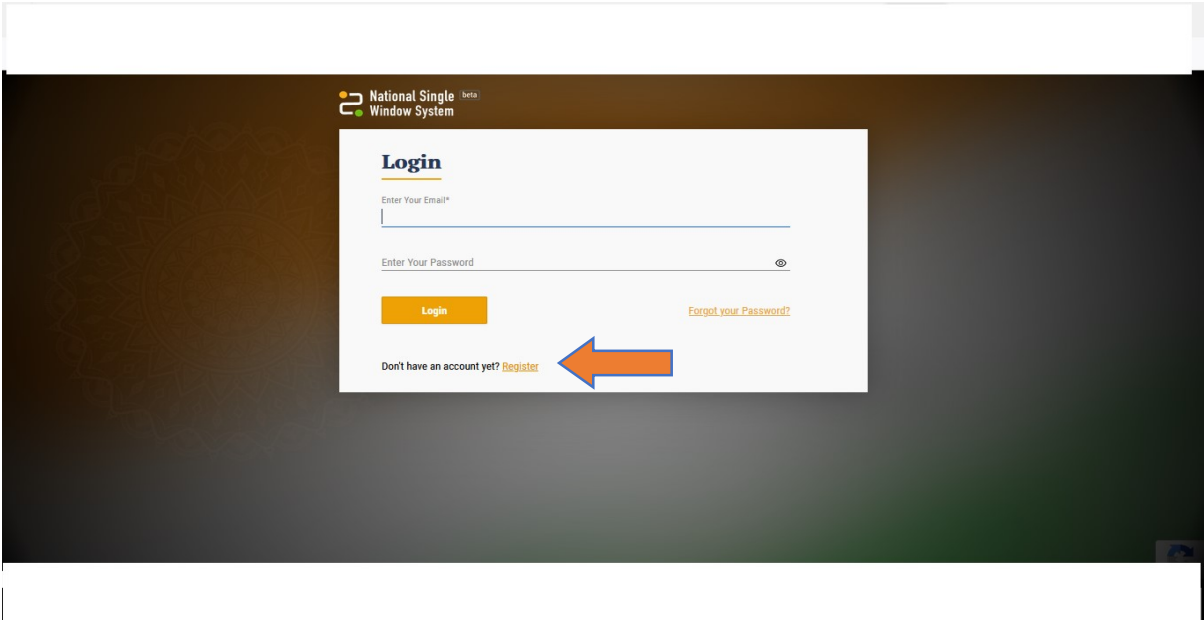 National Single beta
Window System
Login
Enter Your Email*
Enter Your Password
Login
Forgot your Password?
Don't have an account yet? Register